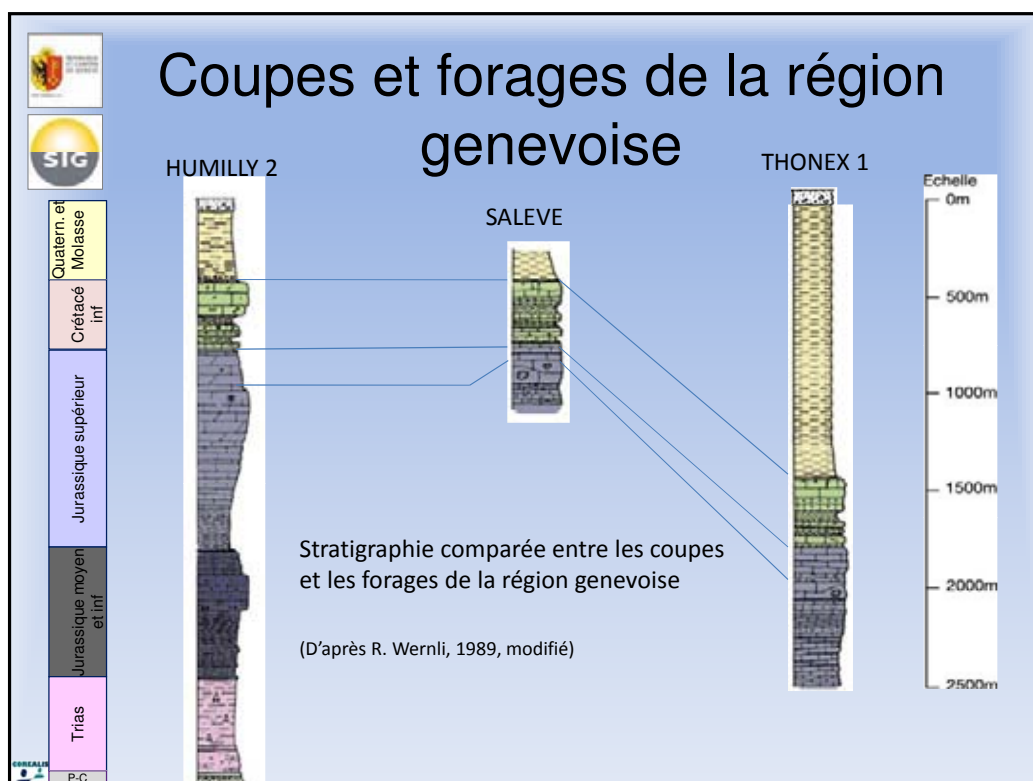 Coupes et forages de la région
genevoise
SIG
HUMILLY 2
SALEVE
THONEX 1
Echelle
0m
500m
1000m
1500m
2000m
2500m
Quatern. et
Molasse
Crétacé
inf
Jurassique supérieur
Jurassique moyen
et inf
Trias
P-C
Stratigraphie comparée entre les coupes
et les forages de la région genevoise
(D'après R. Wernli, 1989, modifié)